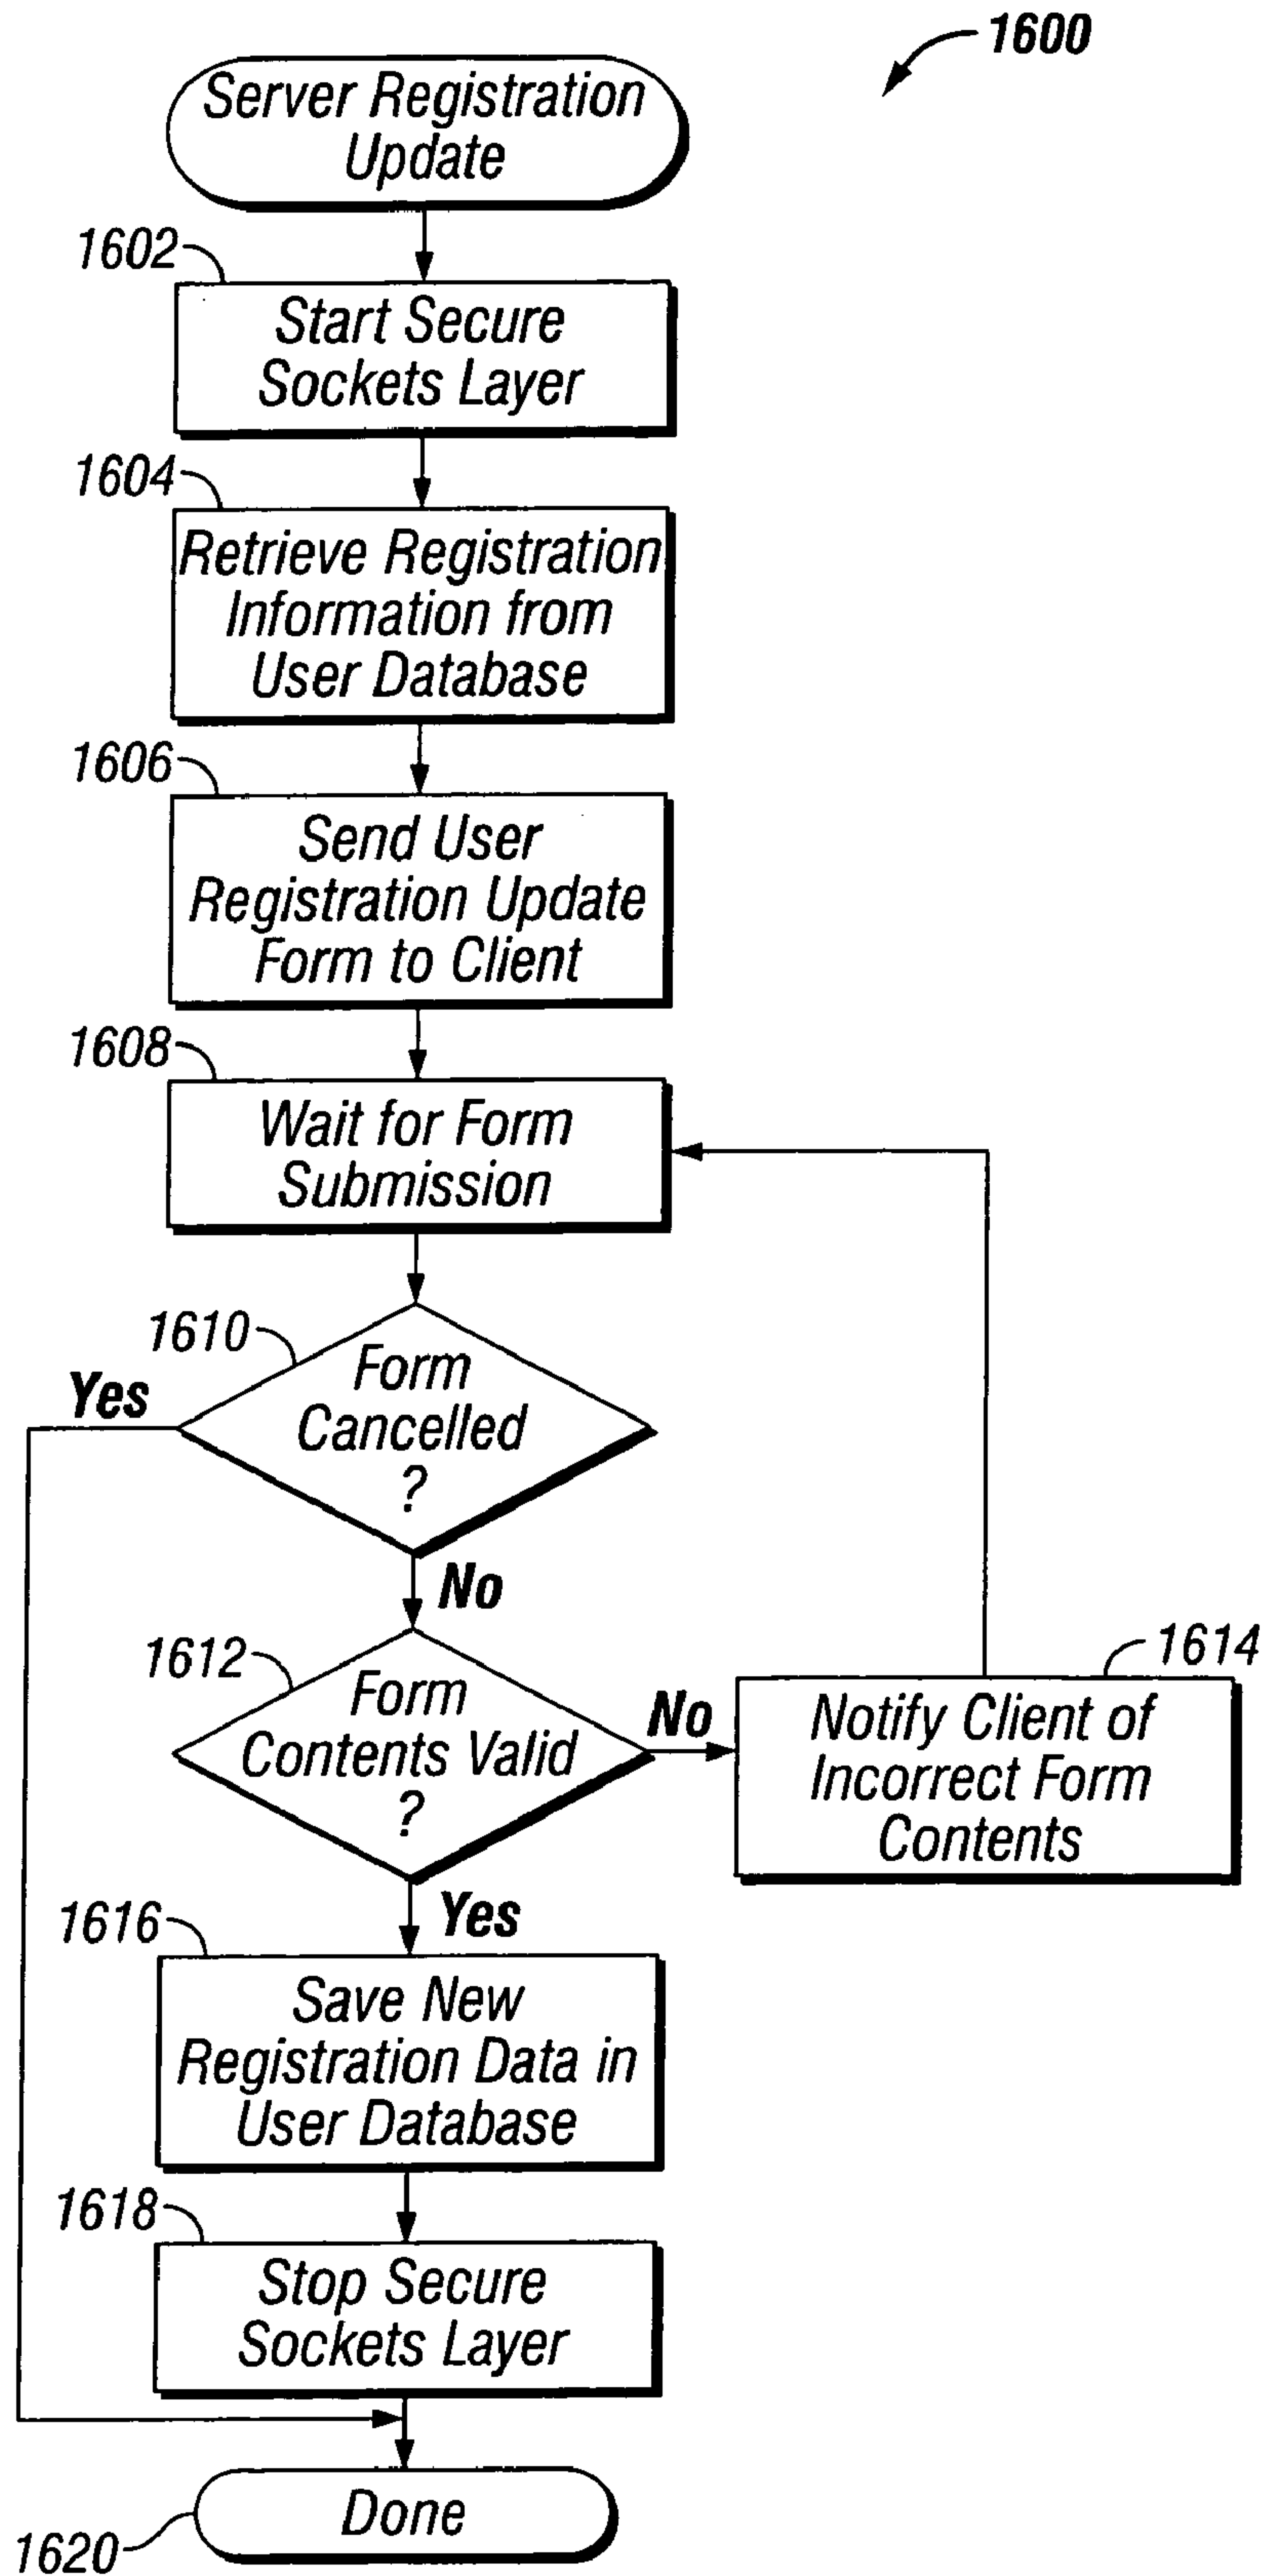 1600
Server Registration
Update
1602
Start Secure
Sockets Layer
1604
Retrieve Registration
Information from
User Database
1606
Send User
Registration Update
Form to Client
1608
Wait for Form
Submission
1610
Form
Cancelled
?
Yes
No
1612
Form
Contents Valid
?
No
1614
Notify Client of
Incorrect Form
Contents
Yes
1616
Save New
Registration Data in
User Database
1618
Stop Secure
Sockets Layer
Done
1620